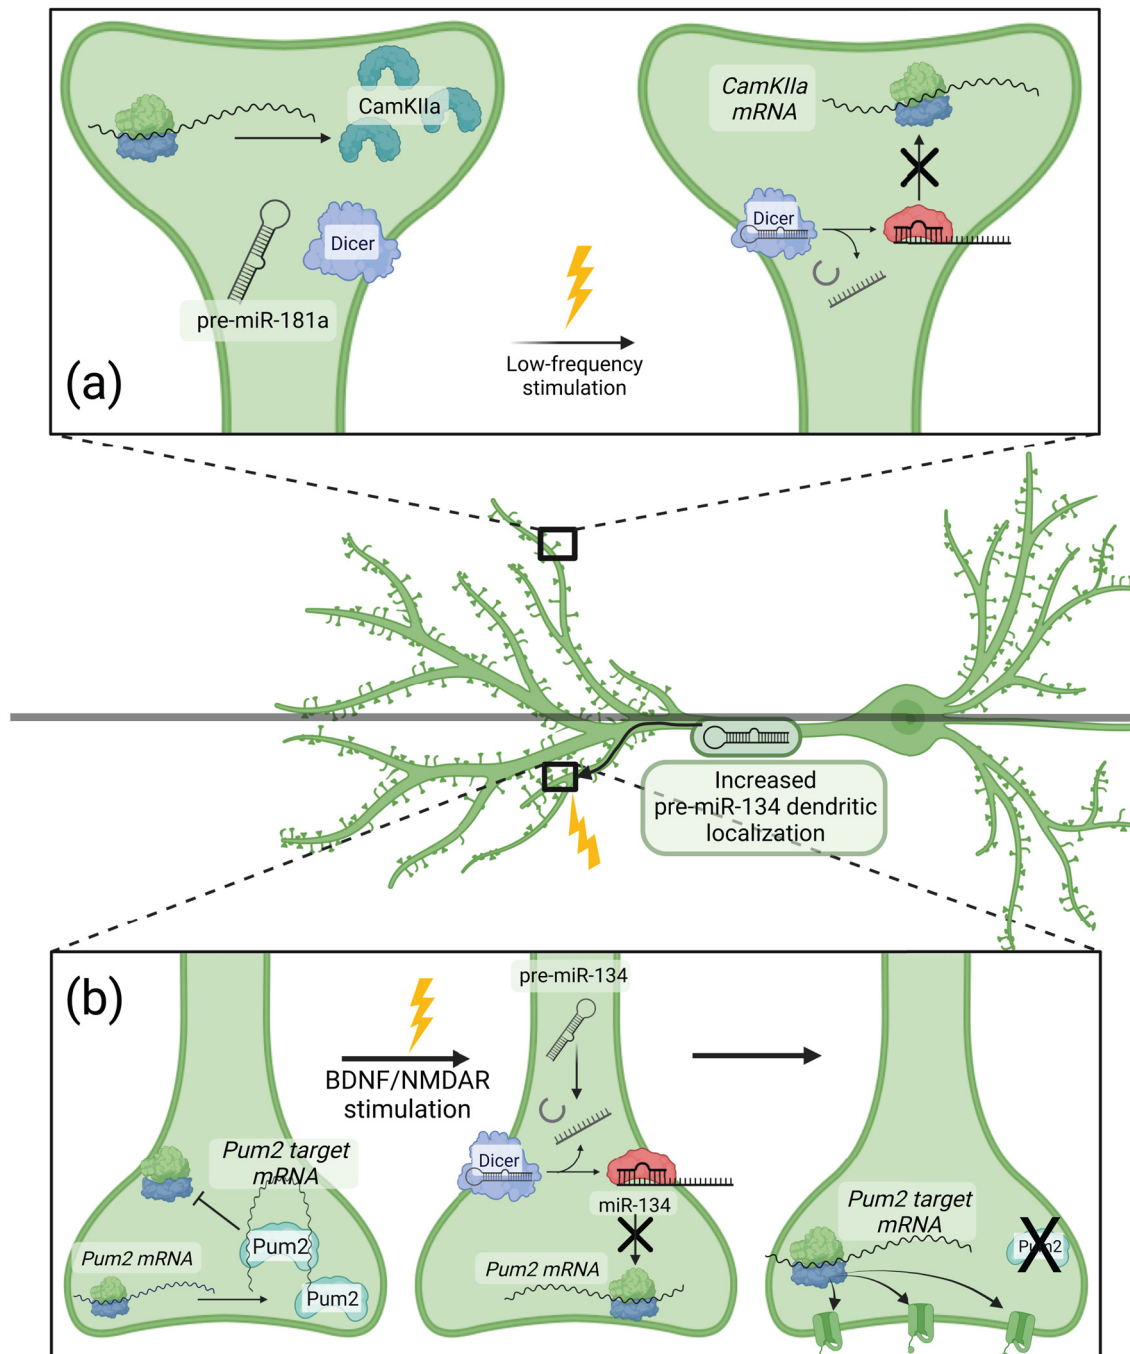 CamKIIa
Dicer
pre-miR-181a
(a)
Low-frequency
stimulation
CamKIIa
mRNA
Dicer
Increased
pre-miR-134 dendritic
localization
(b)
BDNF/NMDAR
stimulation
Pum2 target
mRNA
Pum2 mRNA
Pum2
Pum2
pre-miR-134
Dicer
miR-134
Pum2 mRNA
Pum2 target
mRNA
Pum2